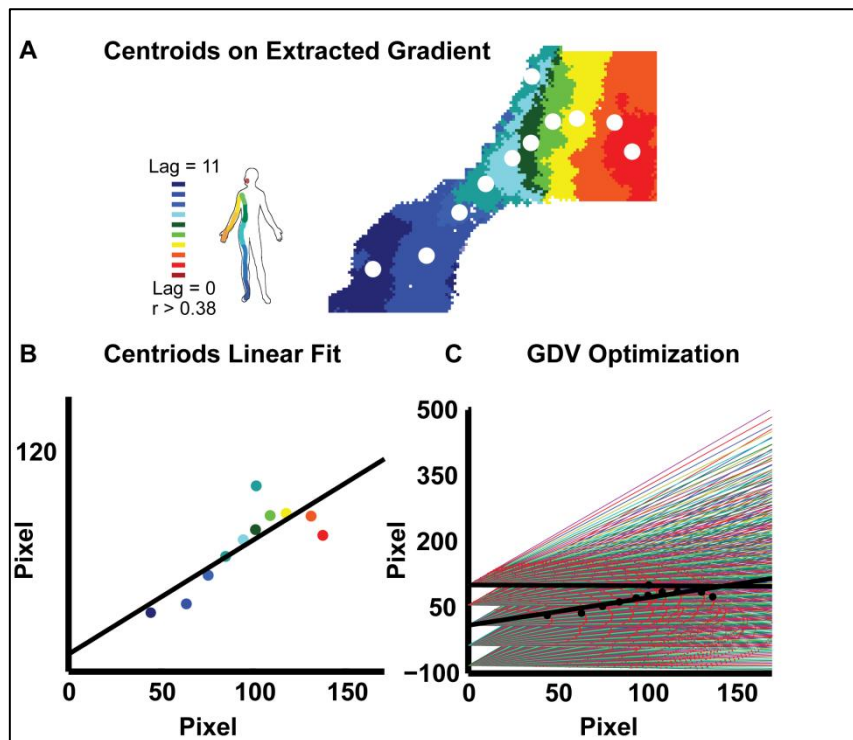 A Centroids on Extracted Gradient
Lag = 11
Lag = 0
r > 0.38
B Centriods Linear Fit
120
Pixel
0 50 100 150
Pixel
C GDV Optimization
500
350
200
50
−100
Pixel
0 50 100 150
Pixel